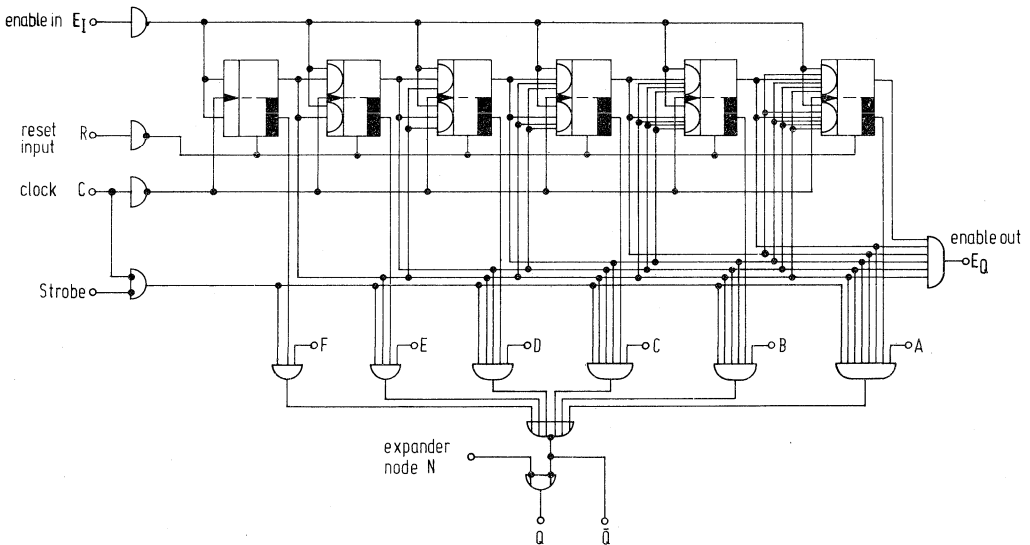 enable in E_I
reset
input R
clock C
Strobe
enable out
E_Q
F
E
D
C
B
A
expander
node N
Q
Q̄